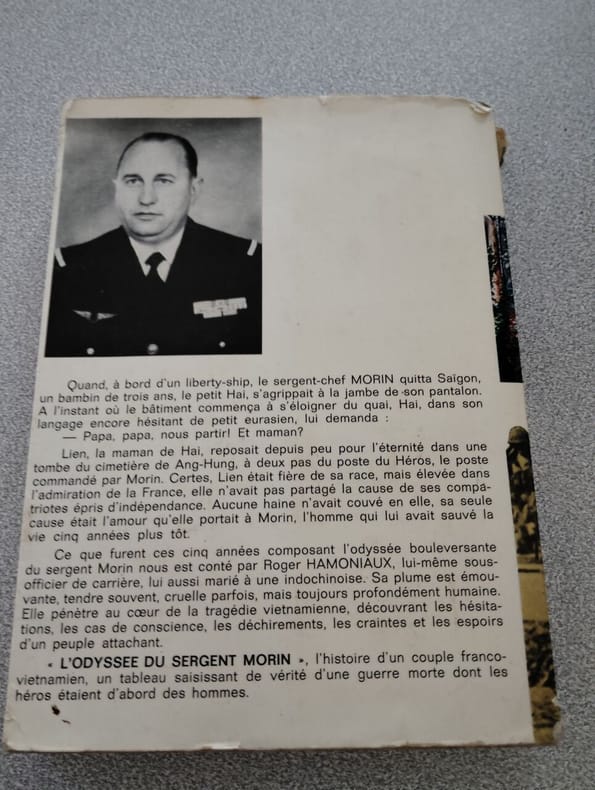 Quand, à bord d'un liberty-ship, le sergent-chef MORIN quitta Saïgon,
un bambin de trois ans, le petit Hai, s'agrippait à la jambe de son pantalon.
A l'instant où le bâtiment commença à s'éloigner du quai, Hai, dans son
langage encore hésitant de petit eurasien, lui demanda :
— Papa, papa, nous partir! Et maman?
Lien, la maman de Hai, reposait depuis peu pour l'éternité dans une
tombe du cimetière de Ang-Hung, à deux pas du poste du Héros, le poste
commandé par Morin. Certes, Lien était fière de sa race, mais élevée dans
l'admiration de la France, elle n'avait pas partagé la cause de ses compa-
triotes épris d'indépendance. Aucune haine n'avait couvé en elle, sa seule
cause était l'amour qu'elle portait à Morin, l'homme qui lui avait sauvé la
vie cinq années plus tôt.
Ce que furent ces cinq années composant l'odyssée bouleversante
du sergent Morin nous est conté par Roger HAMONIAUX, lui-même sous-
officier de carrière, lui aussi marié à une indochinoise. Sa plume est émou-
vante, tendre souvent, cruelle parfois, mais toujours profondément humaine.
Elle pénètre au cœur de la tragédie vietnamienne, découvrant les hésita-
tions, les cas de conscience, les déchirements, les craintes et les espoirs
d'un peuple attachant.
« L'ODYSSEE DU SERGENT MORIN », l'histoire d'un couple franco-
vietnamien, un tableau saisissant de vérité d'une guerre morte dont les
héros étaient d'abord des hommes.